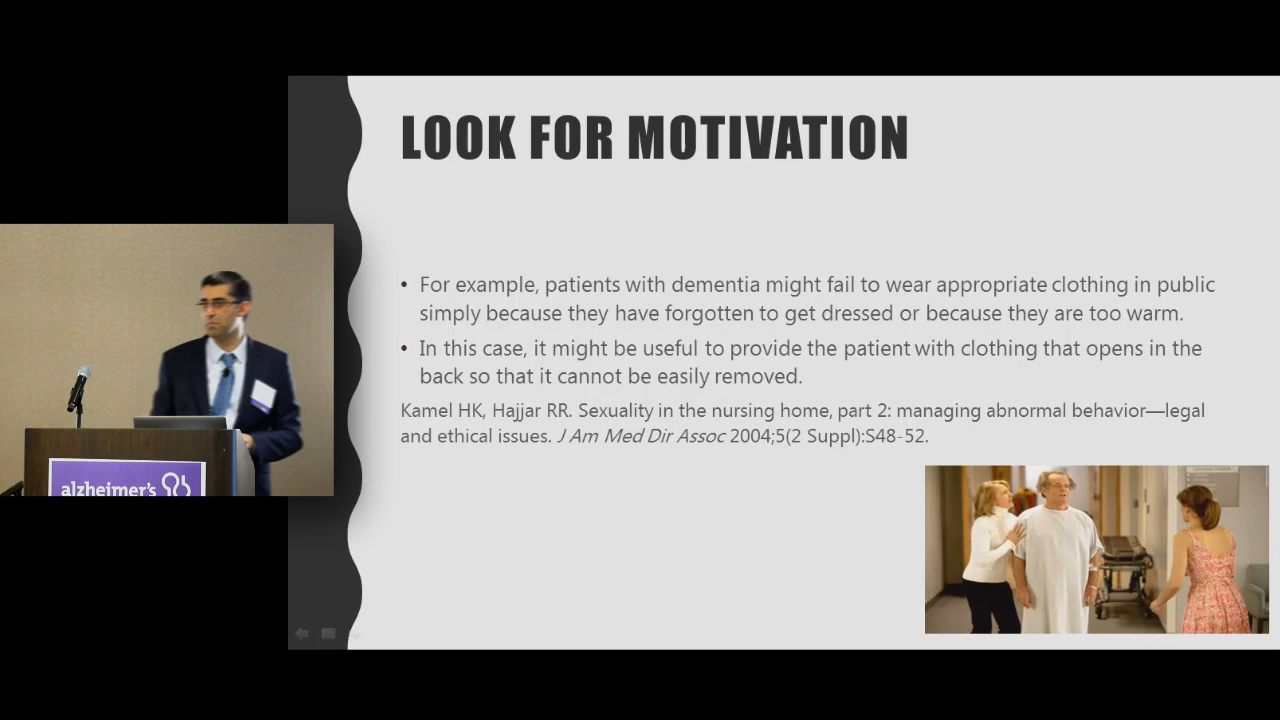 LOOK FOR MOTIVATION
• For example, patients with dementia might fail to wear appropriate clothing in public
simply because they have forgotten to get dressed or because they are too warm.
• In this case, it might be useful to provide the patient with clothing that opens in the
back so that it cannot be easily removed.
Kamel HK, Hajjar RR. Sexuality in the nursing home, part 2: managing abnormal behavior—legal
and ethical issues. J Am Med Dir Assoc 2004;5(2 Suppl):S48-52.
alzheimer's